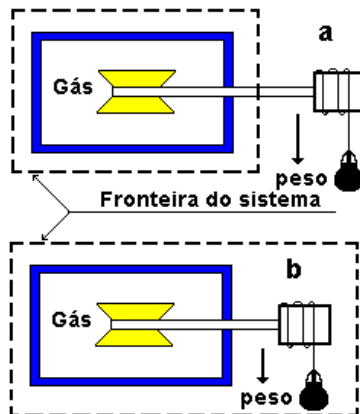 a
Gás
peso
Fronteira do sistema
b
Gás
peso